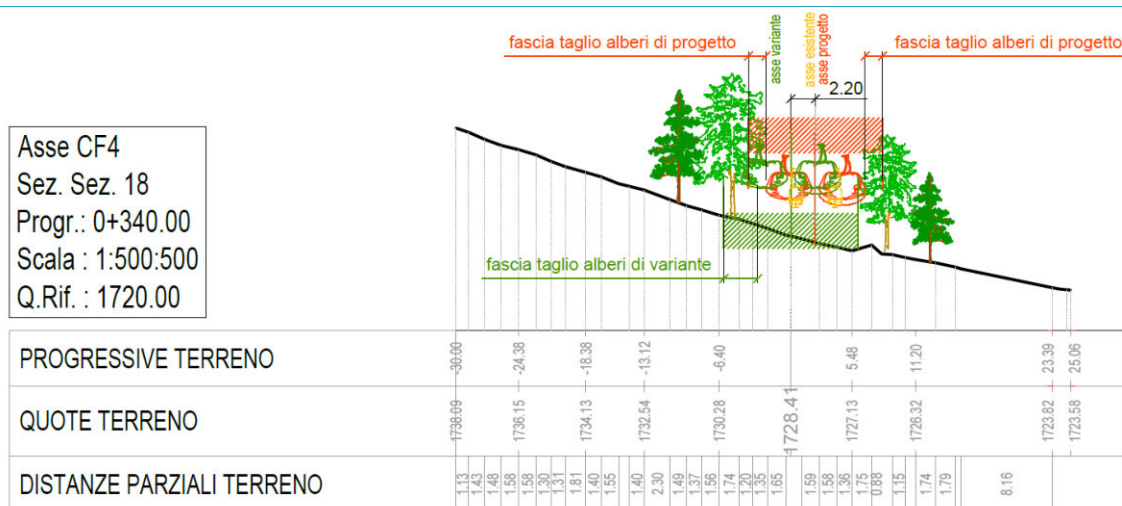 fascia taglio alberi di progetto
asse variante
asse esistente
asse progetto
fascia taglio alberi di progetto
2.20
Asse CF4
Sez. Sez. 18
Progr.: 0+340.00
Scala : 1:500:500
Q.Rif. : 1720.00
fascia taglio alberi di variante
PROGRESSIVE TERRENO -30.00 -24.38 -18.38 -13.12 -6.40 5.48 11.20 23.39 25.06
QUOTE TERRENO 1738.09 1736.15 1734.13 1732.54 1730.28 1728.41 1727.13 1726.32 1723.82 1723.58
DISTANZE PARZIALI TERRENO 1.13 1.43 1.48 1.58 1.58 1.30 1.31 1.81 1.40 1.55 1.40 2.30 1.49 1.37 1.56 1.74 1.20 1.35 1.65 1.59 1.58 1.36 1.75 0.88 1.15 1.74 1.79 8.16